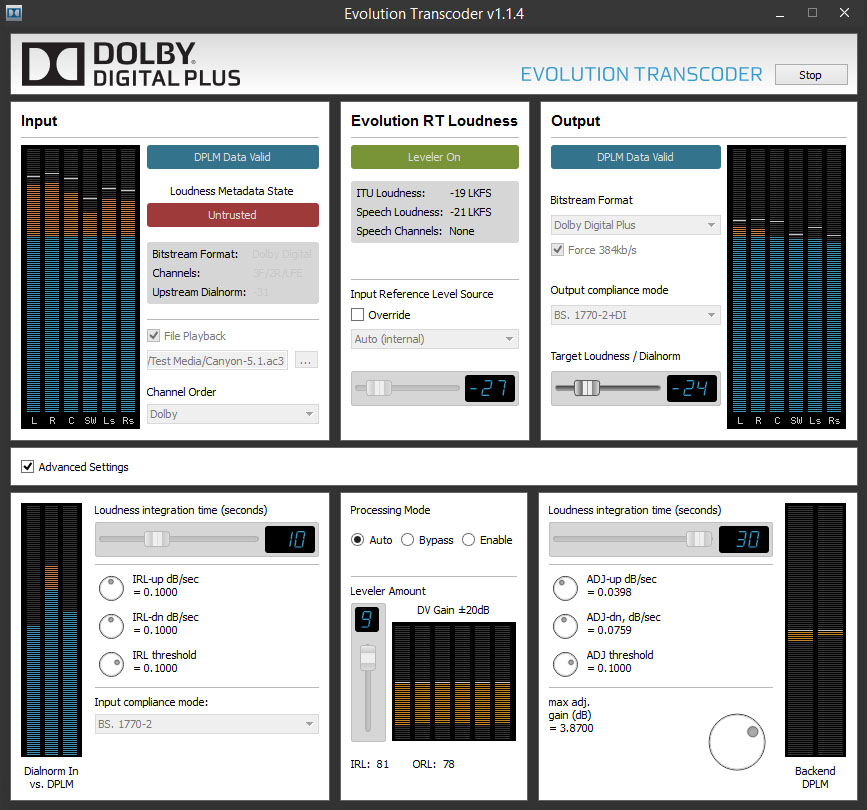 Evolution Transcoder v1.1.4
DOLBY®
DIGITAL PLUS
EVOLUTION TRANSCODER
Stop
Input
DPLM Data Valid
Loudness Metadata State
Untrusted
Bitstream Format: Dolby Digital
Channels: 3F/2R/LFE
Upstream Dialnorm: -31
File Playback
/Test Media/Canyon-5.1.ac3 ...
Channel Order
Dolby
L R C SW Ls Rs
Evolution RT Loudness
Leveler On
ITU Loudness: -19 LKFS
Speech Loudness: -21 LKFS
Speech Channels: None
Input Reference Level Source
Override
Auto (internal)
-27
Output
DPLM Data Valid
Bitstream Format
Dolby Digital Plus
Force 384kb/s
Output compliance mode
BS. 1770-2+DI
Target Loudness / Dialnorm
-24
L R C SW Ls Rs
Advanced Settings
Loudness integration time (seconds)
10
IRL-up dB/sec
= 0.1000
IRL-dn dB/sec
= 0.1000
IRL threshold
= 0.1000
Input compliance mode:
BS. 1770-2
Dialnorm In
vs. DPLM
Processing Mode
Auto Bypass Enable
Leveler Amount
9
DV Gain ±20dB
IRL: 81 ORL: 78
Loudness integration time (seconds)
30
ADJ-up dB/sec
= 0.0398
ADJ-dn, dB/sec
= 0.0759
ADJ threshold
= 0.1000
max adj.
gain (dB)
= 3.8700
Backend
DPLM